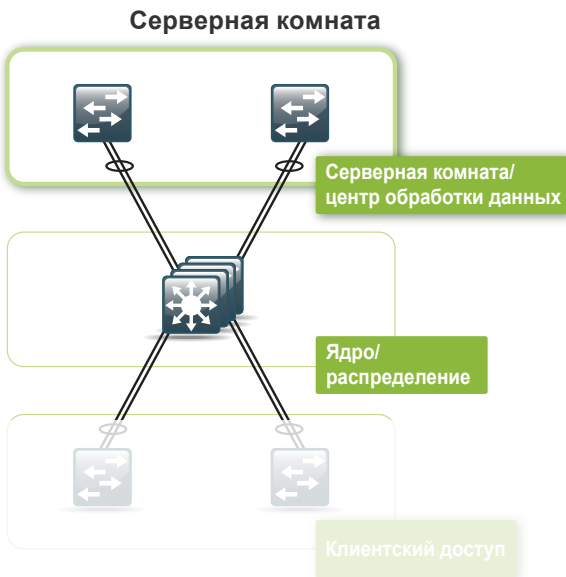 Серверная комната
Серверная комната/
центр обработки данных
Ядро/
распределение
Клиентский доступ